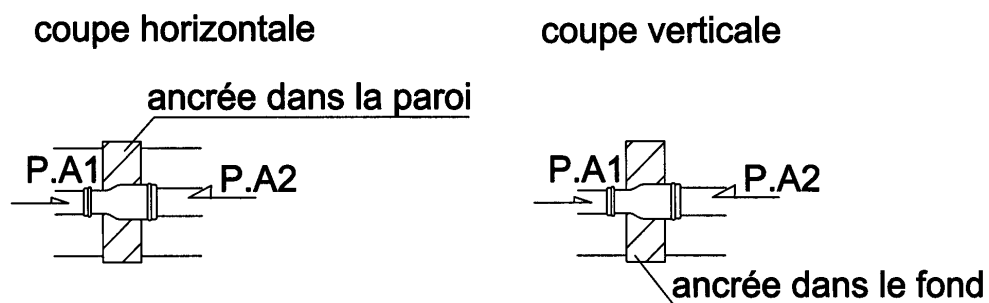 coupe horizontale
ancrée dans la paroi
P.A1
P.A2
coupe verticale
P.A1
P.A2
ancrée dans le fond